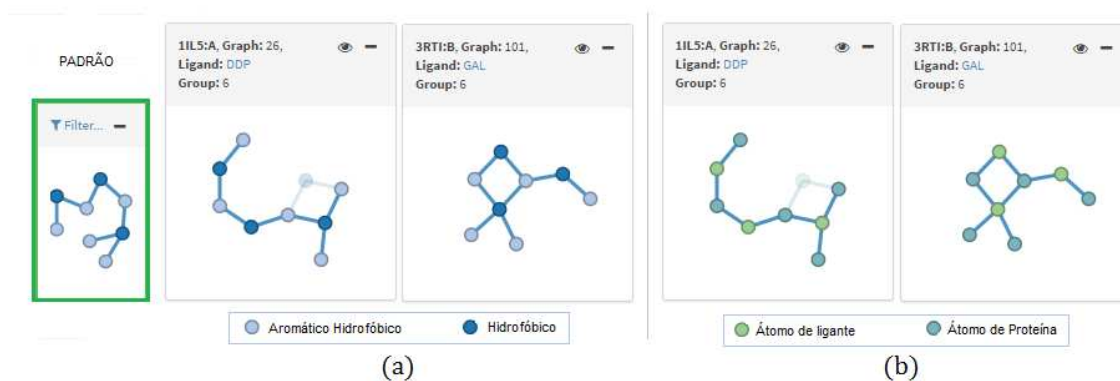 PADRÃO
Filter...
1IL5:A, Graph: 26,
Ligand: DDP
Group: 6
3RTI:B, Graph: 101,
Ligand: GAL
Group: 6
Aromático Hidrofóbico
Hidrofóbico
(a)
1IL5:A, Graph: 26,
Ligand: DDP
Group: 6
3RTI:B, Graph: 101,
Ligand: GAL
Group: 6
Átomo de ligante
Átomo de Proteína
(b)